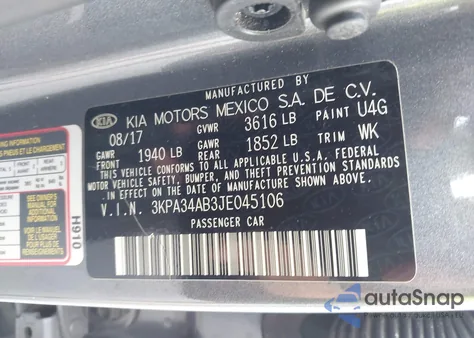 MANUFACTURED BY
KIA KIA MOTORS MEXICO S.A. DE C.V.
08/17 GVWR 3616 LB PAINT U4G
GAWR FRONT 1940 LB GAWR REAR 1852 LB TRIM WK
THIS VEHICLE CONFORMS TO ALL APPLICABLE U.S.A. FEDERAL
MOTOR VEHICLE SAFETY, BUMPER, AND THEFT PREVENTION STANDARDS
IN EFFECT ON THE DATE OF MANUFACTURE SHOWN ABOVE.
V.I.N. 3KPA34AB3JE045106
PASSENGER CAR
H910
autoSnap